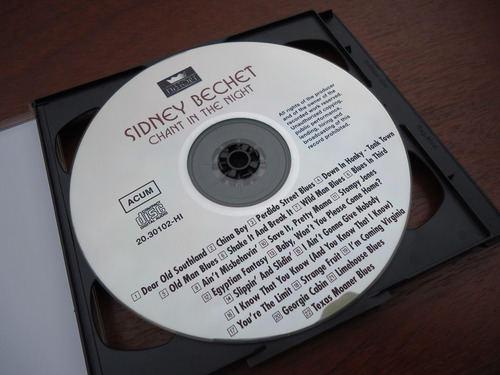 SIDNEY BECHET
CHANT IN THE NIGHT
All rights of the producer
and of the owner of the
recorded work reserved.
Unauthorized copying,
public performance,
lending, hiring and
broadcasting of this
record prohibited.
ACUM
COMPACT disc DIGITAL AUDIO
20.30102-HI
1 Dear Old Southland 2 China Boy 3 Perdido Street Blues 4 Down in Honky-Tonk Town
5 Old Man Blues 6 Shake It And Break It 7 Wild Man Blues 8 Blues In Third
9 Ain't Misbehavin' 10 Save It, Pretty Mama 11 Stompy Jones
12 Egyptian Fantasy 13 Baby, Won't You Please Come Home?
14 Slippin' And Slidin' 15 I Ain't Gonna Give Nobody
16 I Know That You Know (And You Know That I Know)
17 You're The Limit 18 Strange Fruit 19 I'm Coming Virginia
20 Georgia Cabin 21 Limehouse Blues
22 Texas Moaner Blues